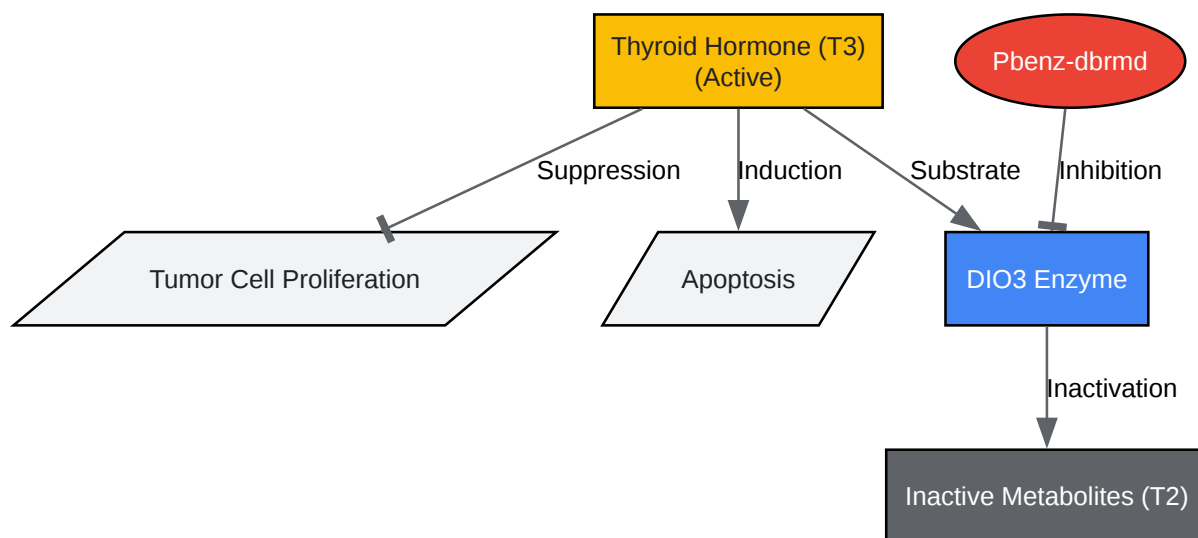 Thyroid Hormone (T3)
(Active)
Pbenz-dbrmd
Suppression
Induction
Substrate
Inhibition
Tumor Cell Proliferation
Apoptosis
DIO3 Enzyme
Inactivation
Inactive Metabolites (T2)